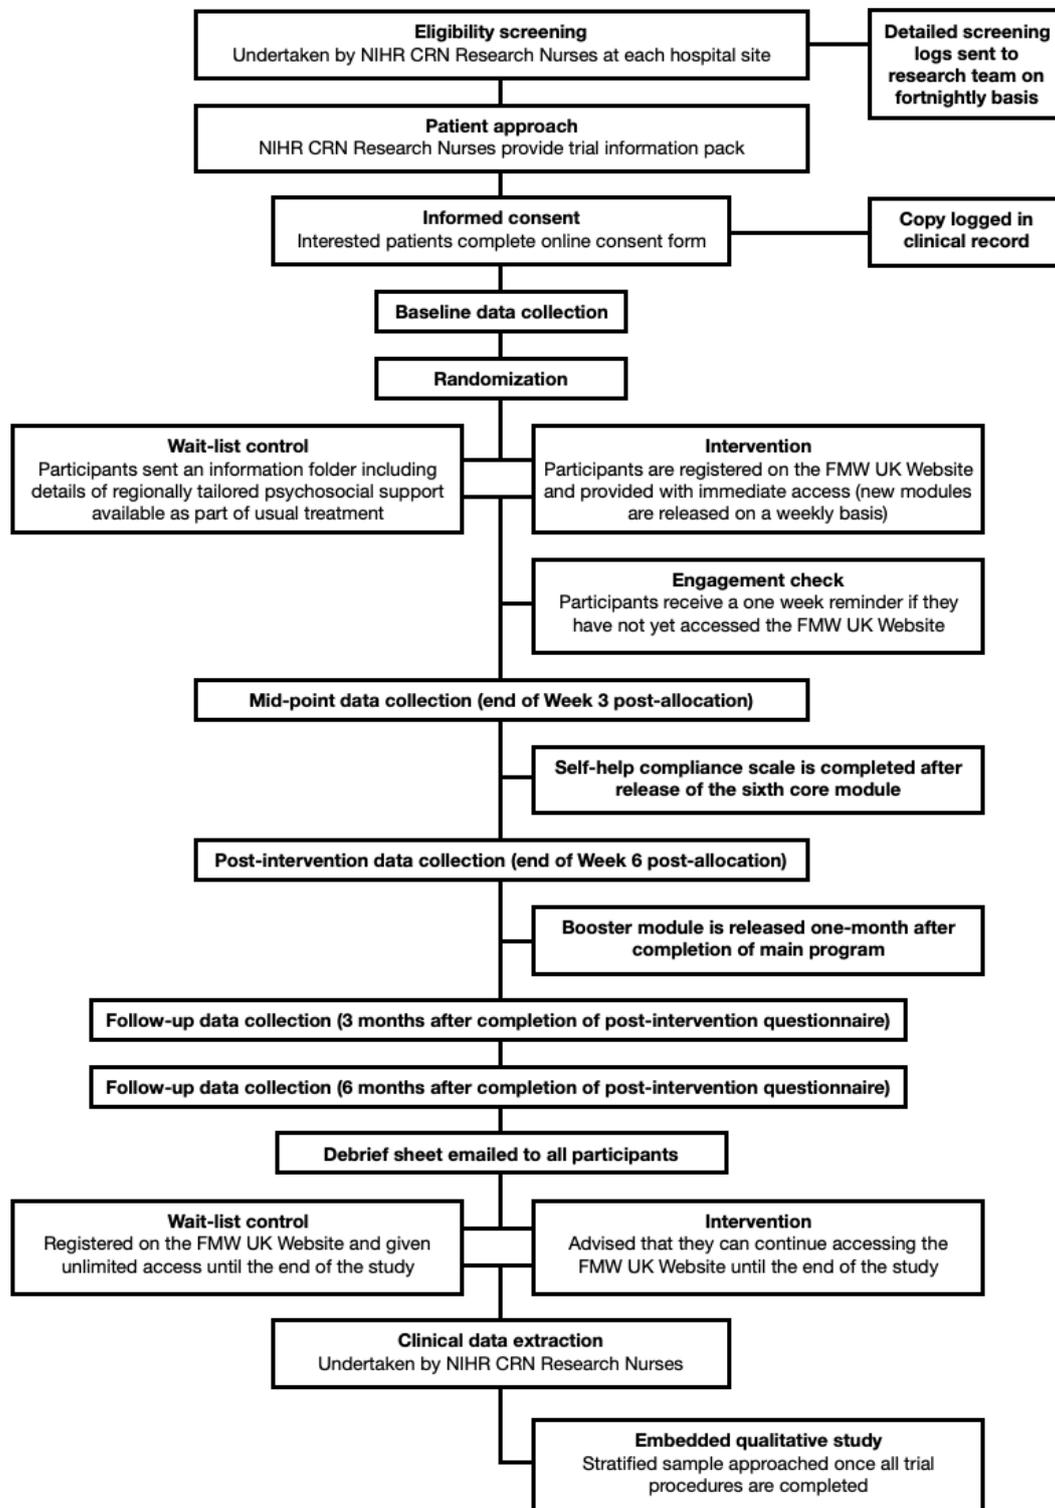 Eligibility screening
Undertaken by NIHR CRN Research Nurses at each hospital site
Detailed screening
logs sent to
research team on
fortnightly basis
Patient approach
NIHR CRN Research Nurses provide trial information pack
Informed consent
Interested patients complete online consent form
Copy logged in
clinical record
Baseline data collection
Randomization
Wait-list control
Participants sent an information folder including
details of regionally tailored psychosocial support
available as part of usual treatment
Intervention
Participants are registered on the FMW UK Website
and provided with immediate access (new modules
are released on a weekly basis)
Engagement check
Participants receive a one week reminder if they
have not yet accessed the FMW UK Website
Mid-point data collection (end of Week 3 post-allocation)
Self-help compliance scale is completed after
release of the sixth core module
Post-intervention data collection (end of Week 6 post-allocation)
Booster module is released one-month after
completion of main program
Follow-up data collection (3 months after completion of post-intervention questionnaire)
Follow-up data collection (6 months after completion of post-intervention questionnaire)
Debrief sheet emailed to all participants
Wait-list control
Registered on the FMW UK Website and given
unlimited access until the end of the study
Intervention
Advised that they can continue accessing the
FMW UK Website until the end of the study
Clinical data extraction
Undertaken by NIHR CRN Research Nurses
Embedded qualitative study
Stratified sample approached once all trial
procedures are completed